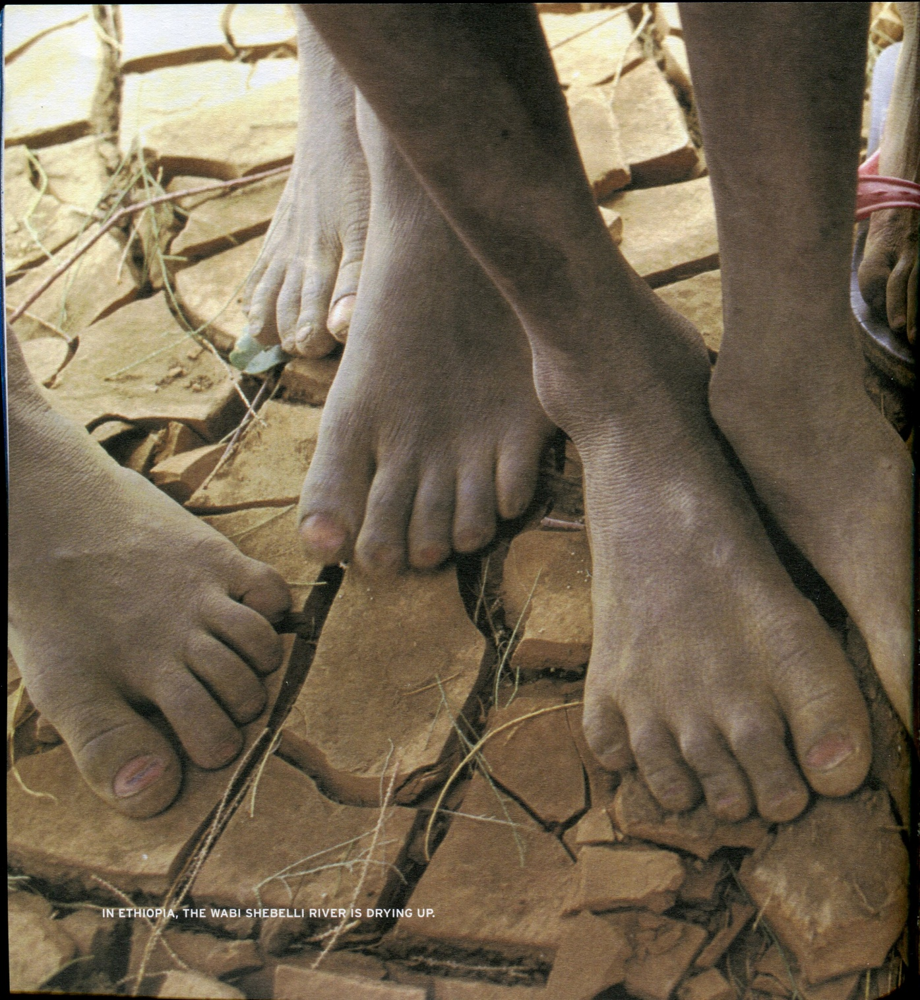 IN ETHIOPIA, THE WABI SHEBELLI RIVER IS DRYING UP.